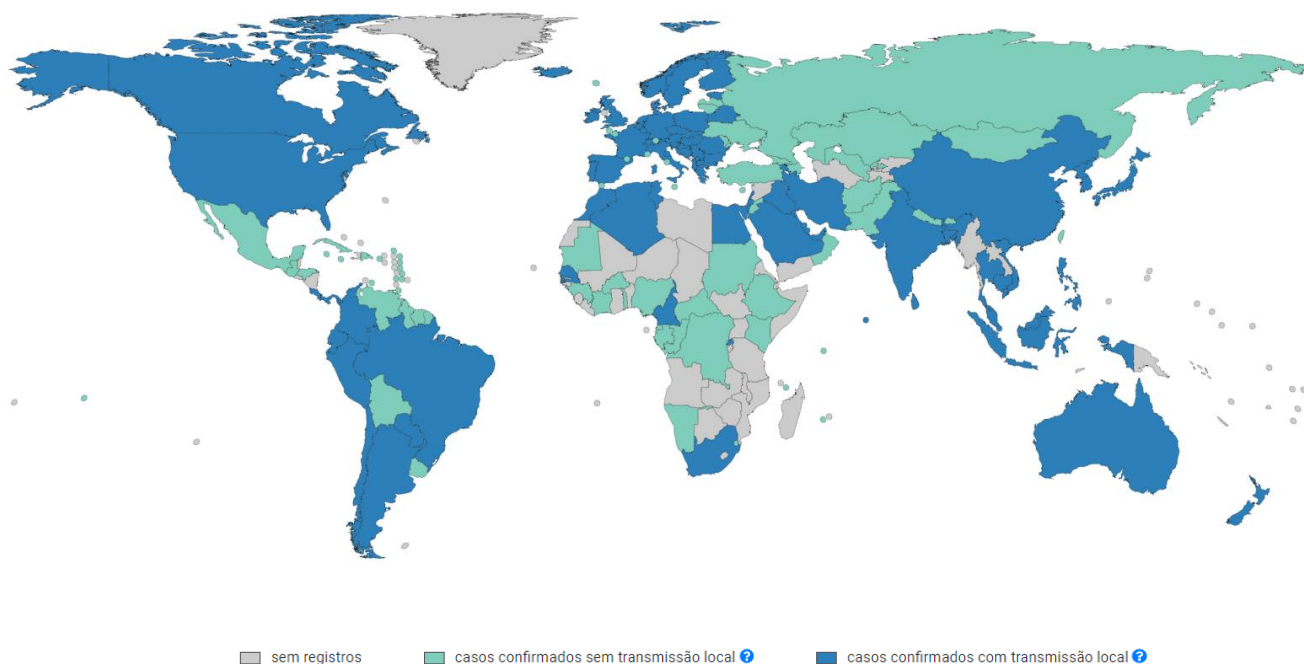 sem registros
casos confirmados sem transmissão local ?
casos confirmados com transmissão local ?